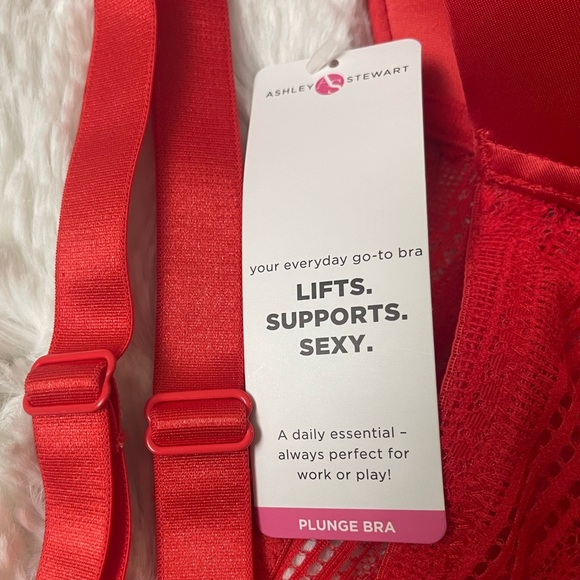 ASHLEY AS STEWART
your everyday go-to bra
LIFTS.
SUPPORTS.
SEXY.
A daily essential –
always perfect for
work or play!
PLUNGE BRA